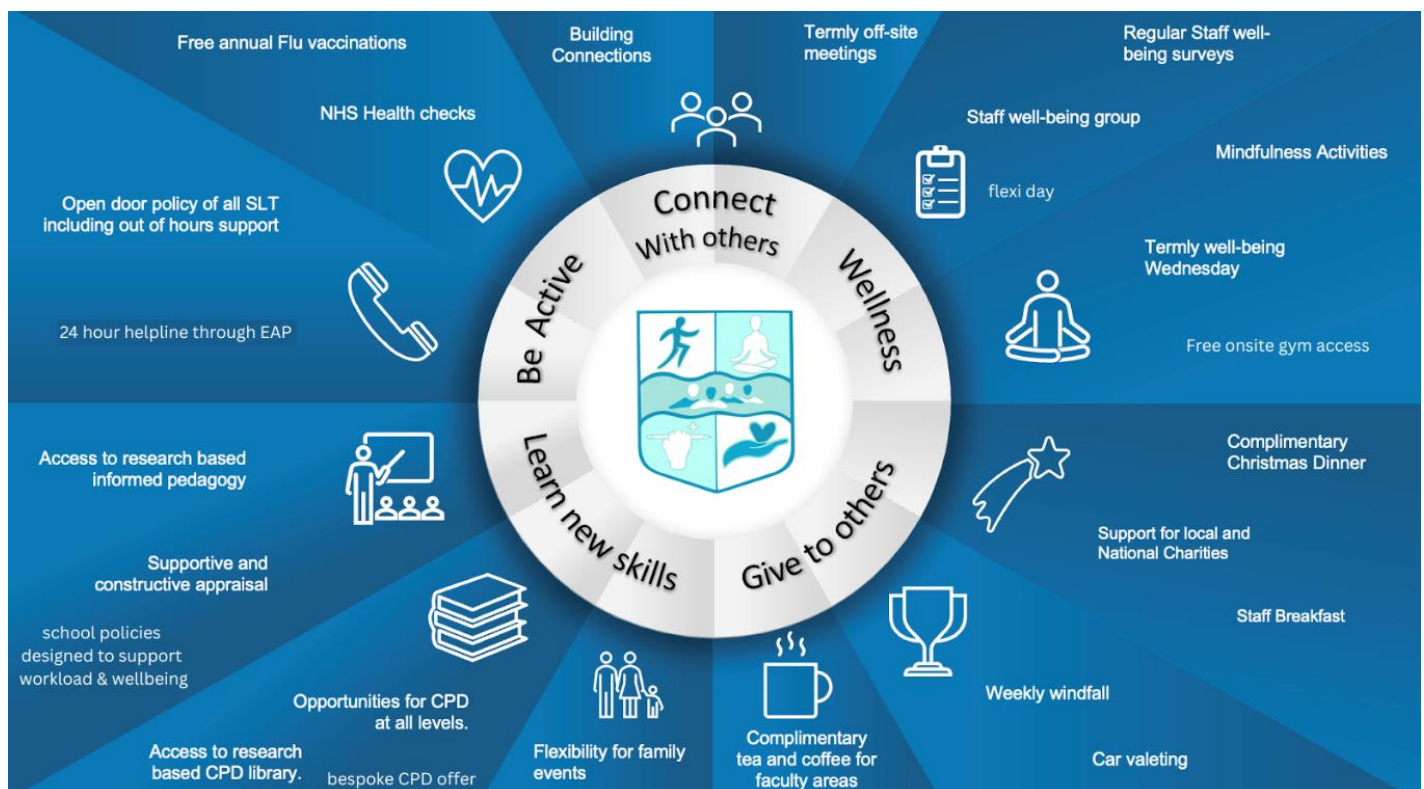 Free annual Flu vaccinations
Building
Connections
Termly off-site
meetings
Regular Staff well-
being surveys
NHS Health checks
Staff well-being group
Mindfulness Activities
flexi day
Open door policy of all SLT
including out of hours support
Termly well-being
Wednesday
24 hour helpline through EAP
Free onsite gym access
Connect
With others
Wellness
Give to others
Learn new skills
Be Active
Access to research based
informed pedagogy
Complimentary
Christmas Dinner
Supportive and
constructive appraisal
Support for local and
National Charities
school policies
designed to support
workload & wellbeing
Staff Breakfast
Opportunities for CPD
at all levels.
Weekly windfall
Access to research
based CPD library.
bespoke CPD offer
Flexibility for family
events
Complimentary
tea and coffee for
faculty areas
Car valeting